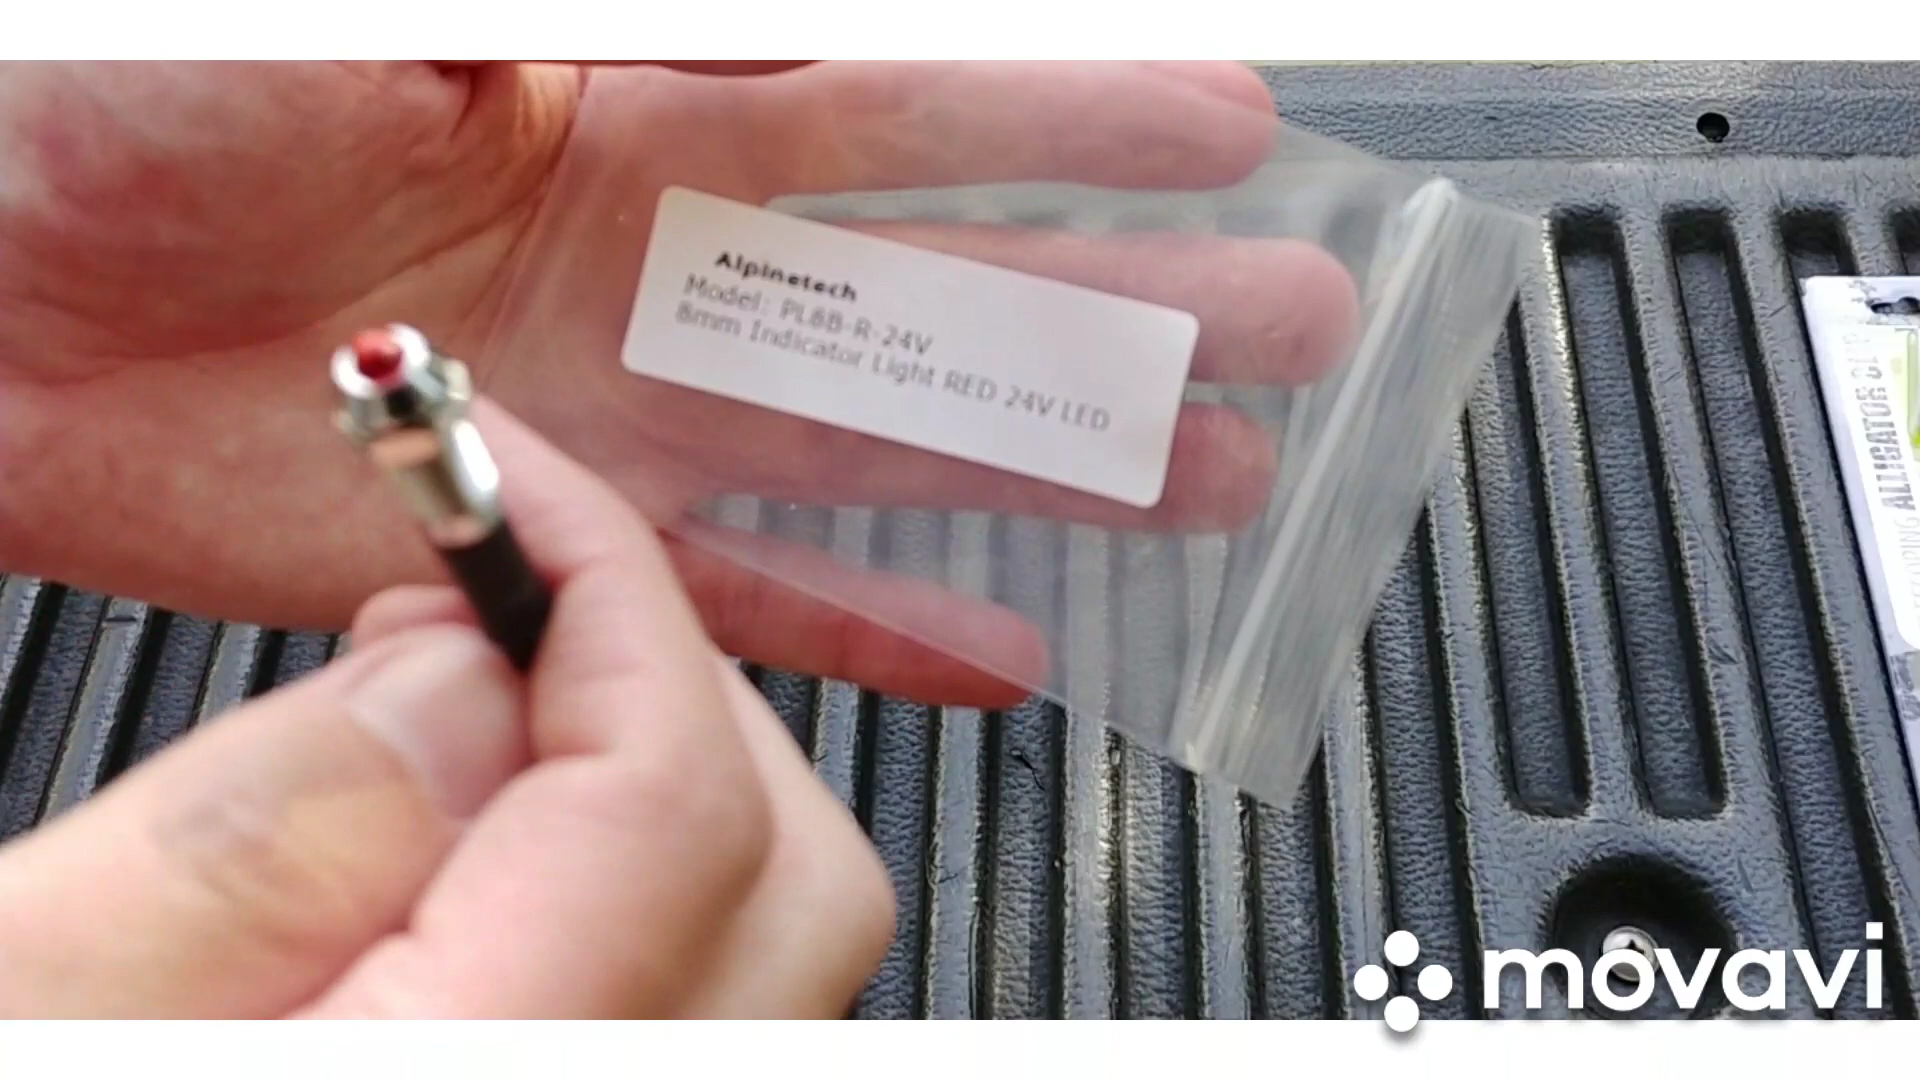 Alpinetech
Model: PL8B-R-24V
8mm Indicator Light RED 24V LED
ALLIGATOR
movavi